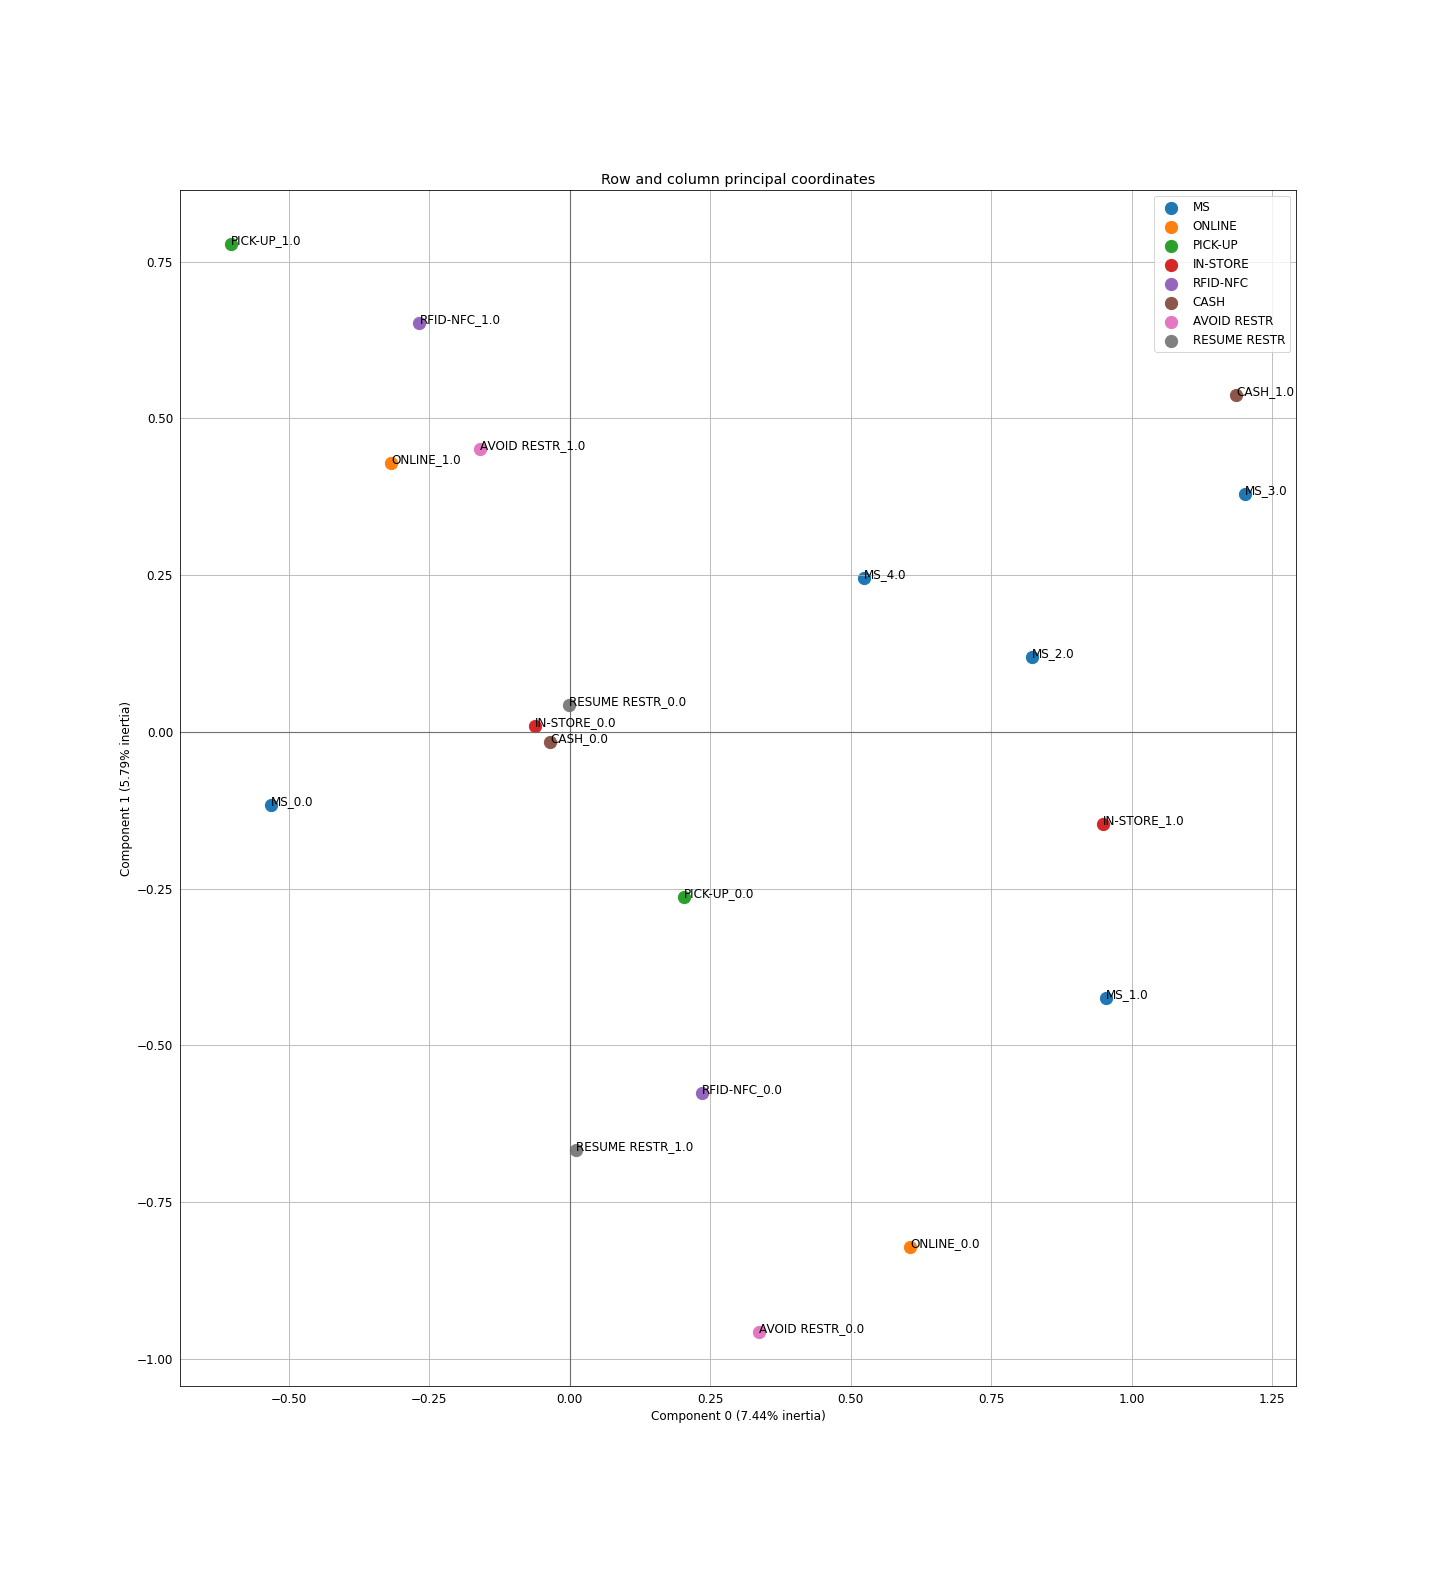 Row and column principal coordinates
MS
ONLINE
PICK-UP
IN-STORE
RFID-NFC
CASH
AVOID RESTR
RESUME RESTR
PICK-UP_1.0
RFID-NFC_1.0
CASH_1.0
AVOID RESTR_1.0
ONLINE_1.0
MS_3.0
MS_4.0
MS_2.0
RESUME RESTR_0.0
IN-STORE_0.0
CASH_0.0
MS_0.0
IN-STORE_1.0
PICK-UP_0.0
MS_1.0
RFID-NFC_0.0
RESUME RESTR_1.0
ONLINE_0.0
AVOID RESTR_0.0
0.75
0.50
0.25
0.00
−0.25
−0.50
−0.75
−1.00
Component 1 (5.79% inertia)
−0.50 −0.25 0.00 0.25 0.50 0.75 1.00 1.25
Component 0 (7.44% inertia)